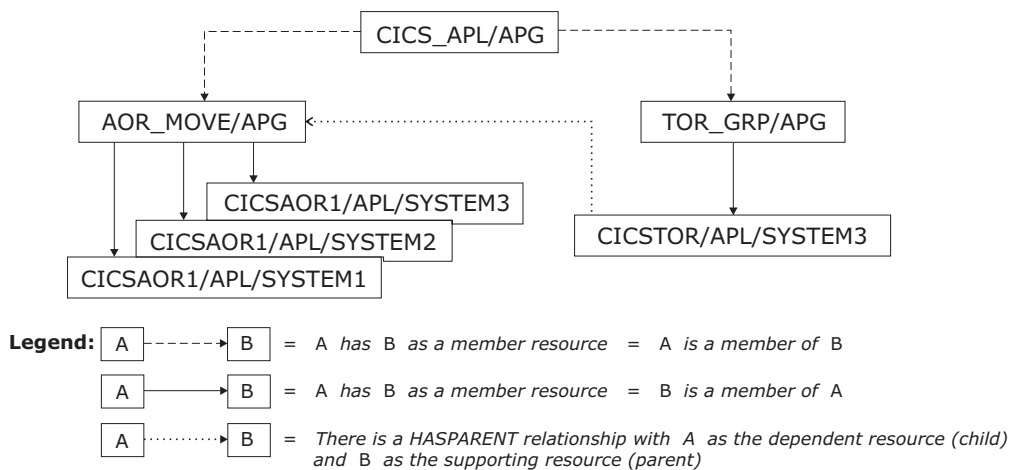 CICS_APL/APG
AOR_MOVE/APG
TOR_GRP/APG
CICSAOR1/APL/SYSTEM3
CICSAOR1/APL/SYSTEM2
CICSTOR/APL/SYSTEM3
CICSAOR1/APL/SYSTEM1
Legend: A B = A has B as a member resource = A is a member of B
A B = A has B as a member resource = B is a member of A
A B = There is a HASPARENT relationship with A as the dependent resource (child)
and B as the supporting resource (parent)